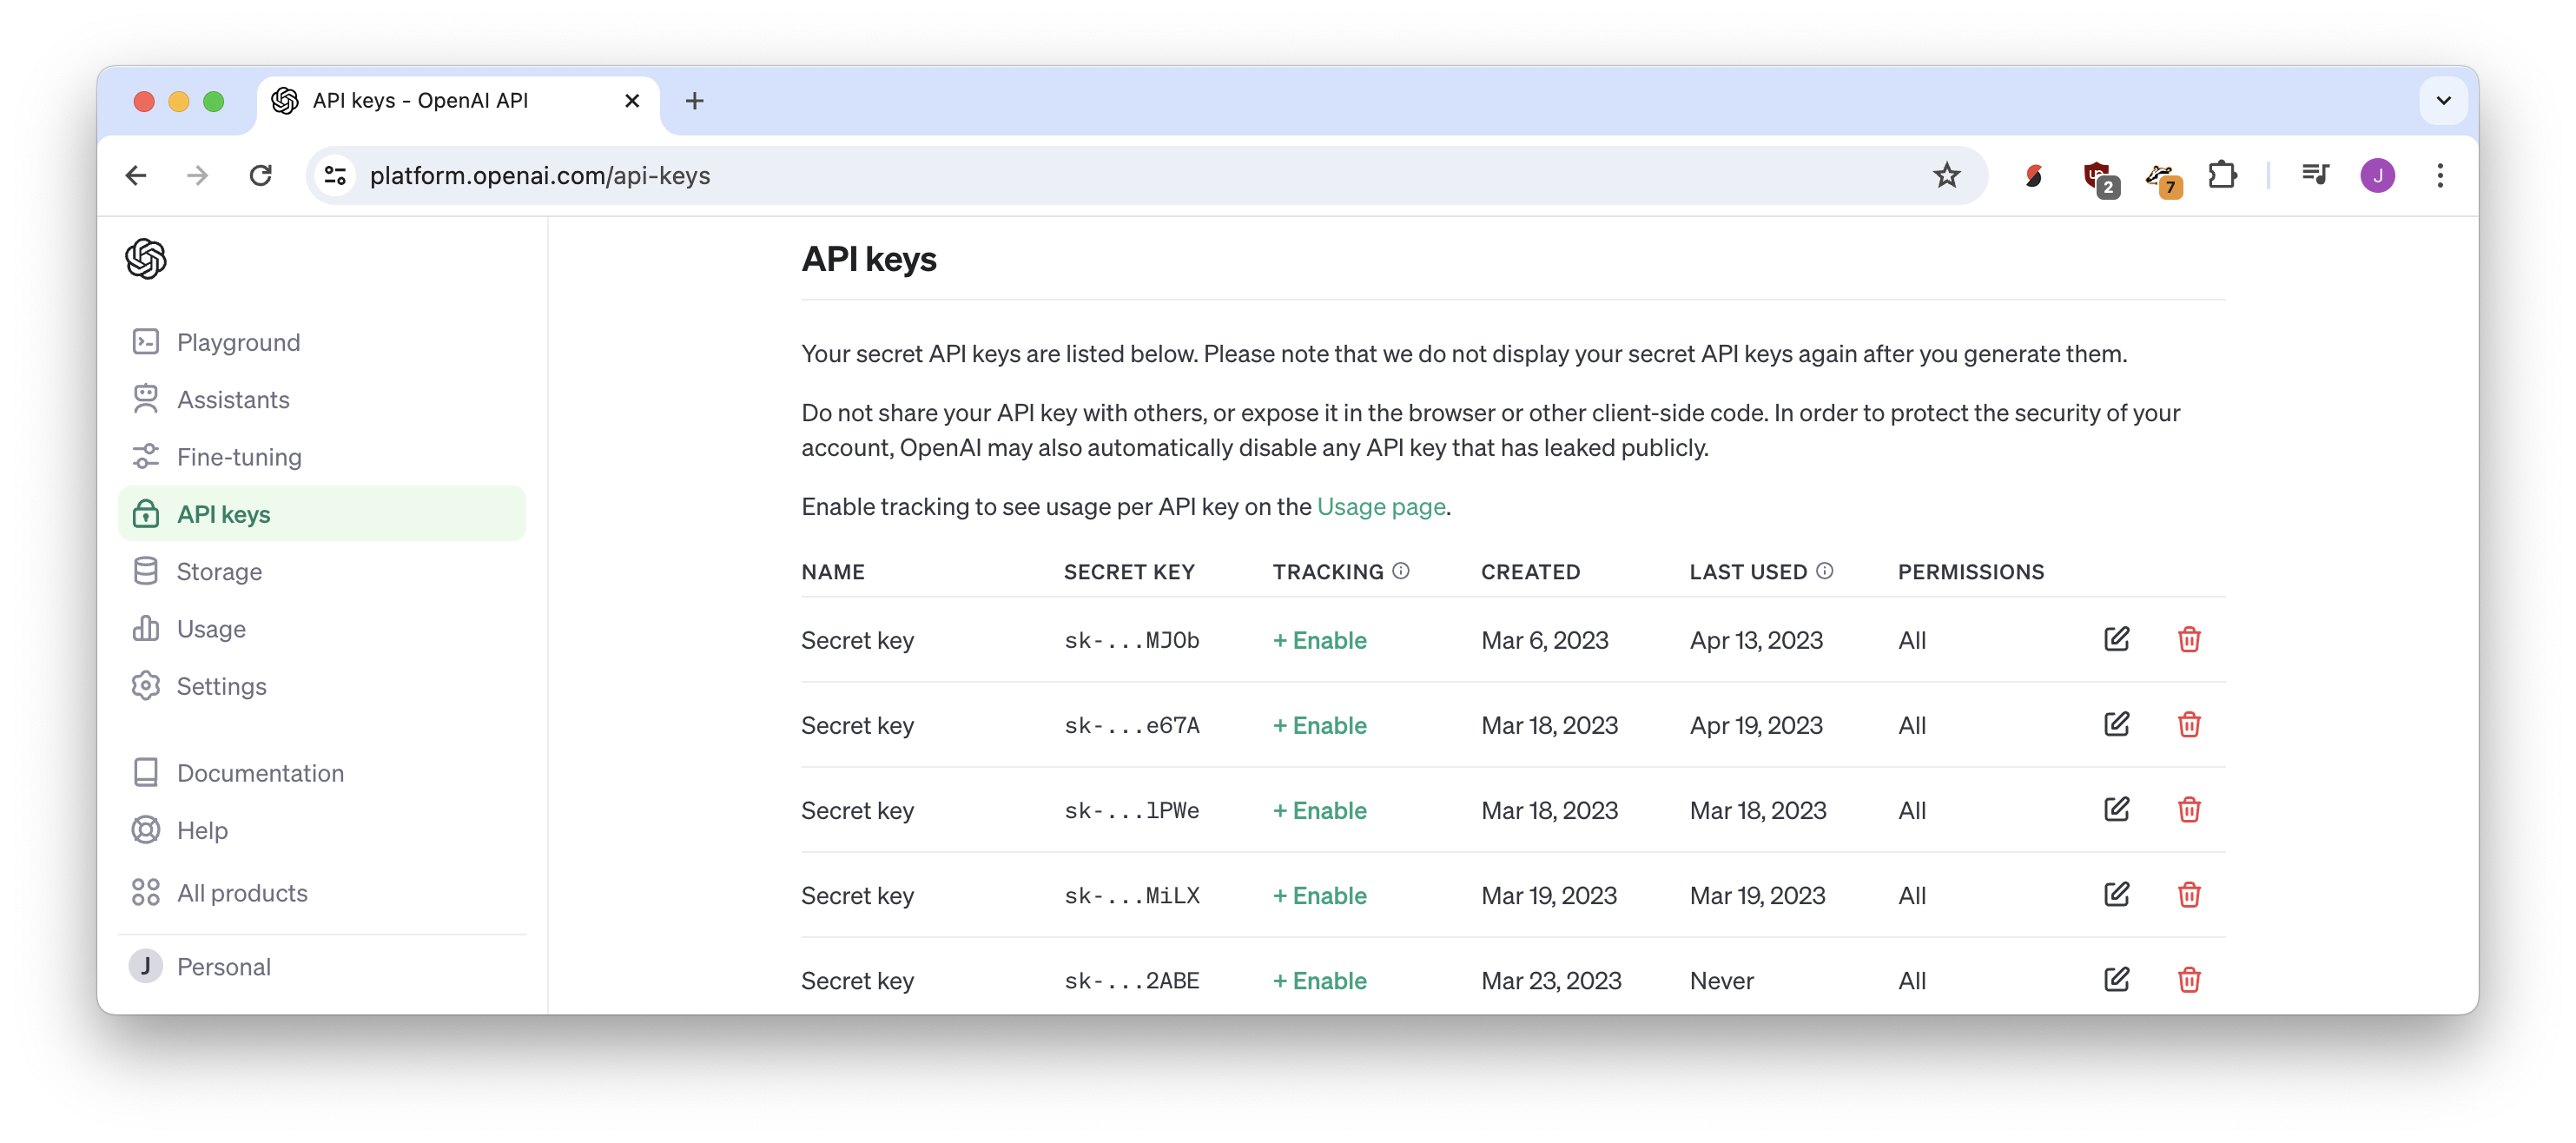 API keys - OpenAI API
platform.openai.com/api-keys
2
7
J
Playground
Assistants
Fine-tuning
API keys
Storage
Usage
Settings
Documentation
Help
All products
J Personal
API keys
Your secret API keys are listed below. Please note that we do not display your secret API keys again after you generate them.
Do not share your API key with others, or expose it in the browser or other client-side code. In order to protect the security of your
account, OpenAI may also automatically disable any API key that has leaked publicly.
Enable tracking to see usage per API key on the Usage page.
NAME SECRET KEY TRACKING CREATED LAST USED PERMISSIONS
Secret key sk-...MJOb + Enable Mar 6, 2023 Apr 13, 2023 All
Secret key sk-...e67A + Enable Mar 18, 2023 Apr 19, 2023 All
Secret key sk-...lPWe + Enable Mar 18, 2023 Mar 18, 2023 All
Secret key sk-...MiLX + Enable Mar 19, 2023 Mar 19, 2023 All
Secret key sk-...2ABE + Enable Mar 23, 2023 Never All